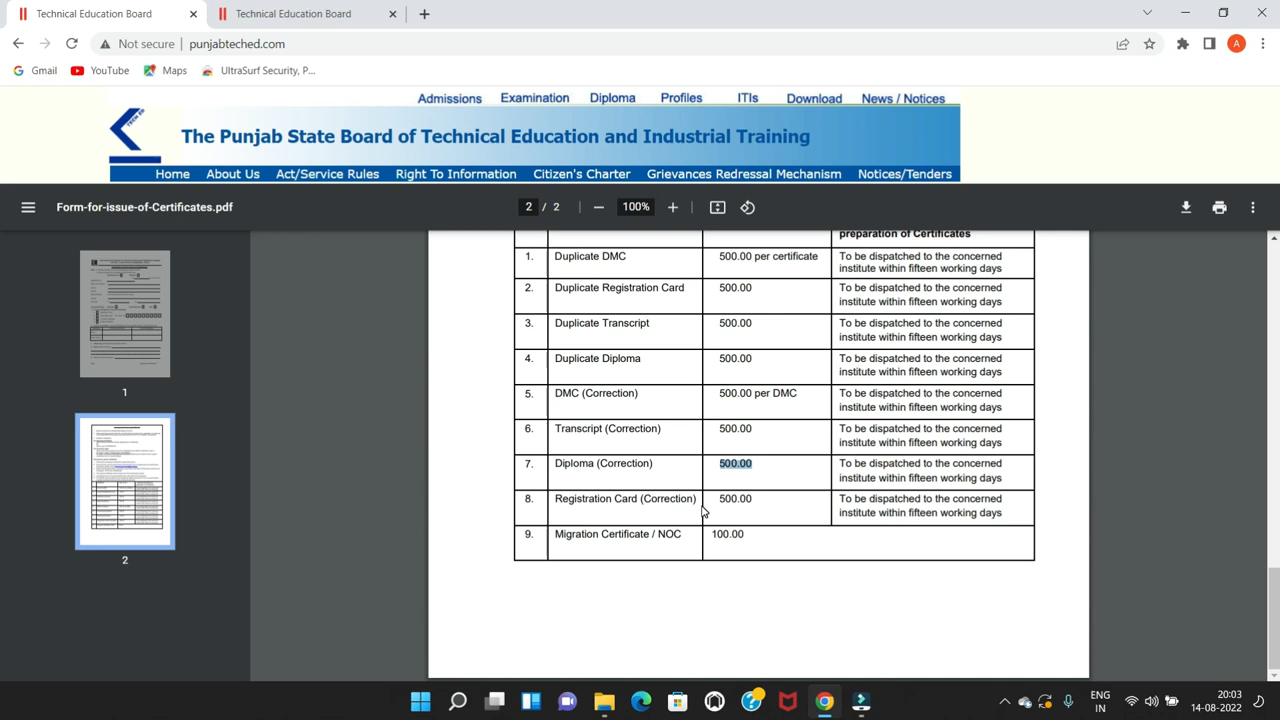 Technical Education Board
Technical Education Board
Not secure | punjabteched.com
A
Gmail
YouTube
Maps
UltraSurf Security, P...
Admissions Examination Diploma Profiles ITIs Download News / Notices
TECH ED
The Punjab State Board of Technical Education and Industrial Training
Home About Us Act/Service Rules Right To Information Citizen's Charter Grievances Redressal Mechanism Notices/Tenders
Form-for-issue-of-Certificates.pdf
2 / 2
100%
preparation of Certificates
1. Duplicate DMC 500.00 per certificate To be dispatched to the concerned
institute within fifteen working days
2. Duplicate Registration Card 500.00 To be dispatched to the concerned
institute within fifteen working days
3. Duplicate Transcript 500.00 To be dispatched to the concerned
institute within fifteen working days
4. Duplicate Diploma 500.00 To be dispatched to the concerned
institute within fifteen working days
5. DMC (Correction) 500.00 per DMC To be dispatched to the concerned
institute within fifteen working days
6. Transcript (Correction) 500.00 To be dispatched to the concerned
institute within fifteen working days
7. Diploma (Correction) 500.00 To be dispatched to the concerned
institute within fifteen working days
8. Registration Card (Correction) 500.00 To be dispatched to the concerned
institute within fifteen working days
9. Migration Certificate / NOC 100.00
1
2
ENG
IN
20:03
14-08-2022